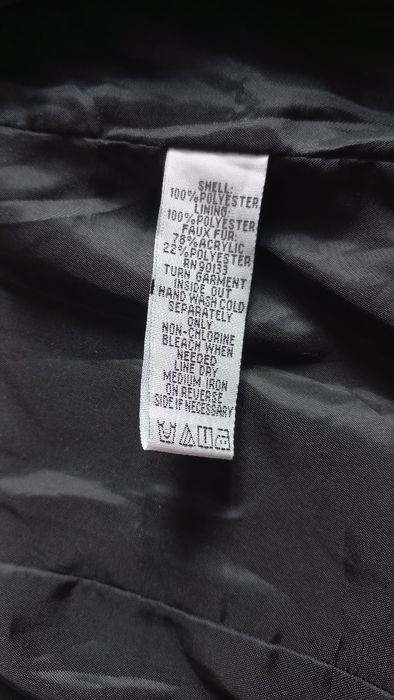 SHELL:
100%POLYESTER
LINING:
100%POLYESTER
FAUX FUR:
78%ACRYLIC
22%POLYESTER
RN 90133
TURN GARMENT
INSIDE OUT
HAND WASH COLD
SEPARATELY
ONLY
NON-CHLORINE
BLEACH WHEN
NEEDED
LINE DRY
MEDIUM IRON
ON REVERSE
SIDE IF NECESSARY